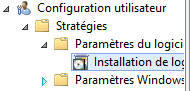 Configuration utilisateur
Stratégies
Paramètres du logici
Installation de log
Paramètres Windows